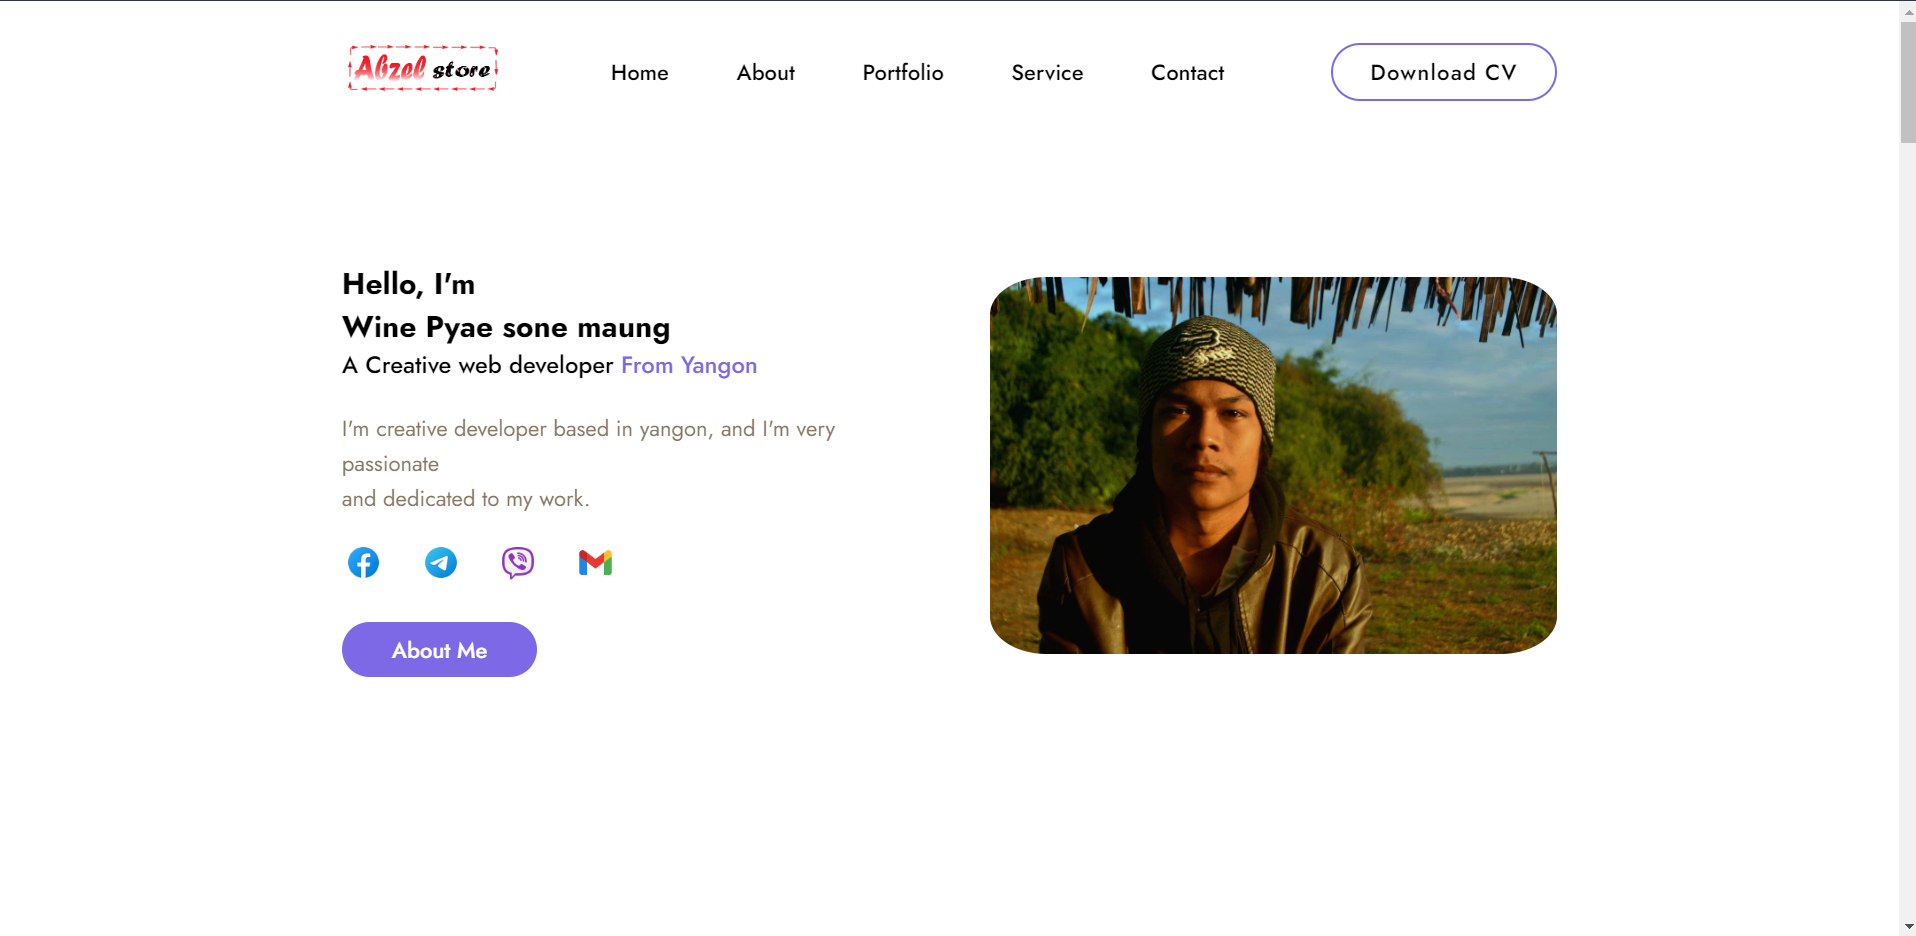 Abzel store
Home
About
Portfolio
Service
Contact
Download CV
Hello, I'm
Wine Pyae sone maung
A Creative web developer From Yangon
I'm creative developer based in yangon, and I'm very
passionate
and dedicated to my work.
About Me